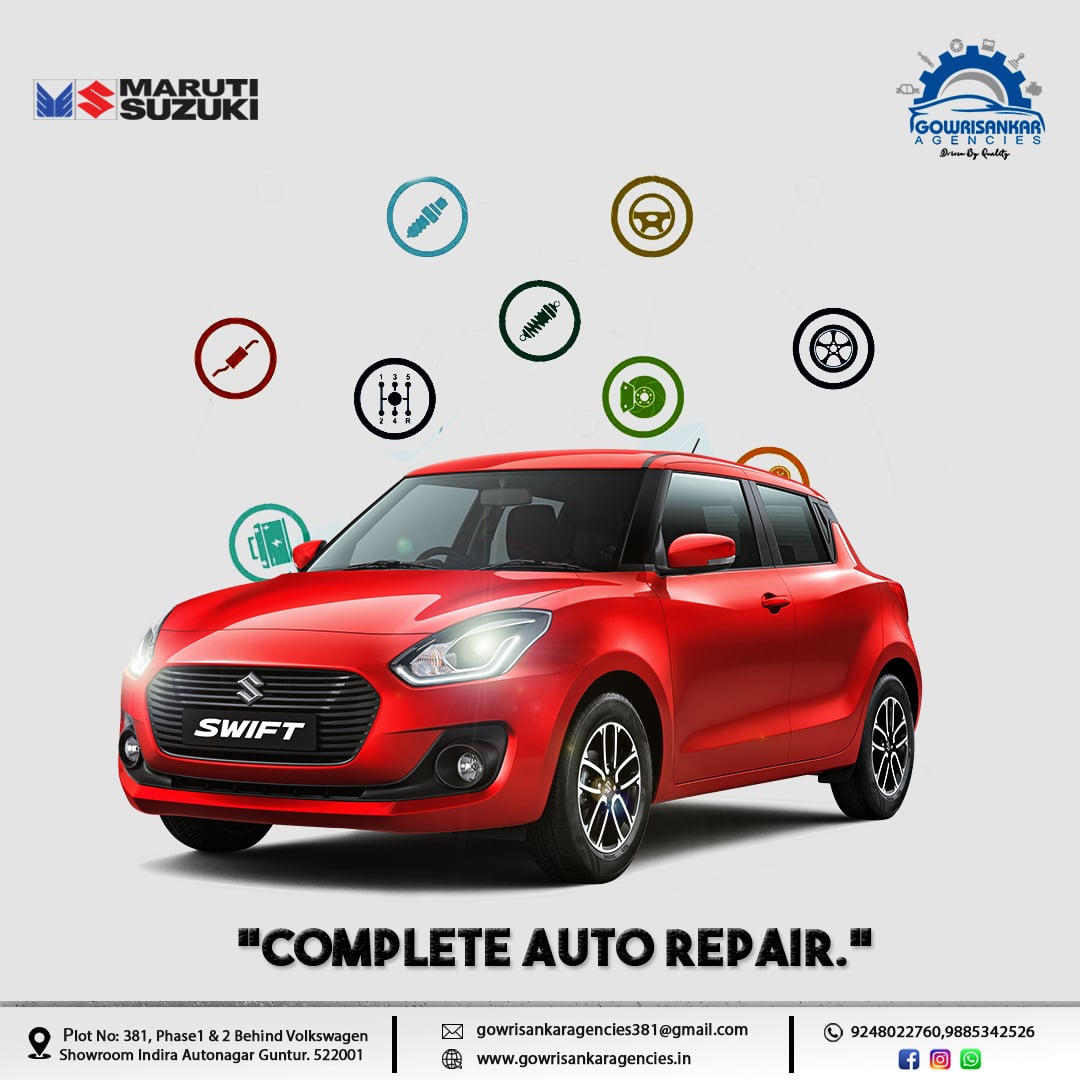 MARUTI
SUZUKI
GOWRISANKAR
AGENCIES
Driven By Quality
1 3 5
2 4 R
SWIFT
"COMPLETE AUTO REPAIR."
Plot No: 381, Phase1 & 2 Behind Volkswagen
Showroom Indira Autonagar Guntur. 522001
gowrisankaragencies381@gmail.com
www.gowrisankaragencies.in
9248022760,9885342526